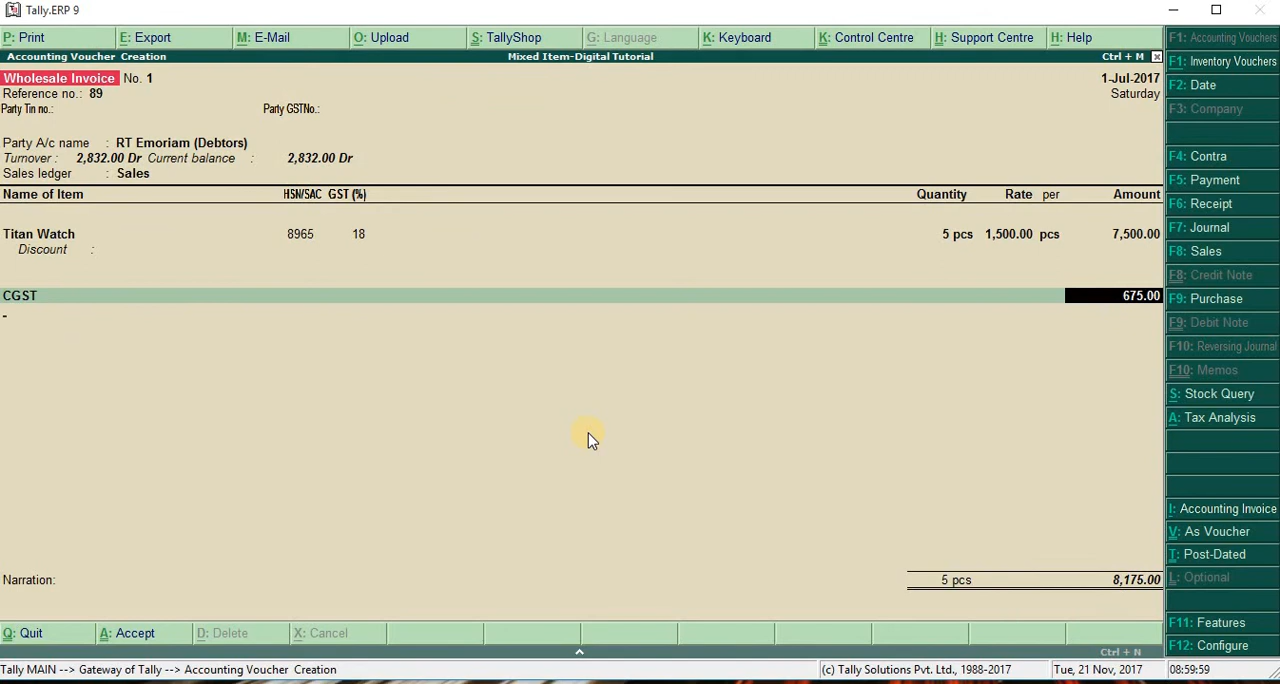 Tally.ERP 9
P: Print E: Export M: E-Mail O: Upload S: TallyShop G: Language K: Keyboard K: Control Centre H: Support Centre H: Help
F1: Accounting Vouchers
Accounting Voucher Creation Mixed Item-Digital Tutorial Ctrl + M
F1: Inventory Vouchers
Wholesale Invoice No. 1 1-Jul-2017
F2: Date
Reference no.: 89 Saturday
Party Tin no.: Party GSTNo.:
F3: Company
Party A/c name : RT Emoriam (Debtors)
Turnover : 2,832.00 Dr Current balance : 2,832.00 Dr
F4: Contra
Sales ledger : Sales
F5: Payment
Name of Item HSN/SAC GST (%) Quantity Rate per Amount
F6: Receipt
F7: Journal
Titan Watch 8965 18 5 pcs 1,500.00 pcs 7,500.00
Discount :
F8: Sales
F8: Credit Note
CGST 675.00
F9: Purchase
-
F9: Debit Note
F10: Reversing Journal
F10: Memos
S: Stock Query
A: Tax Analysis
I: Accounting Invoice
V: As Voucher
T: Post-Dated
L: Optional
Narration: 5 pcs 8,175.00
F11: Features
Q: Quit A: Accept D: Delete X: Cancel
F12: Configure
Ctrl + N
Tally MAIN --> Gateway of Tally --> Accounting Voucher Creation (c) Tally Solutions Pvt. Ltd., 1988-2017 Tue, 21 Nov, 2017 08:59:59